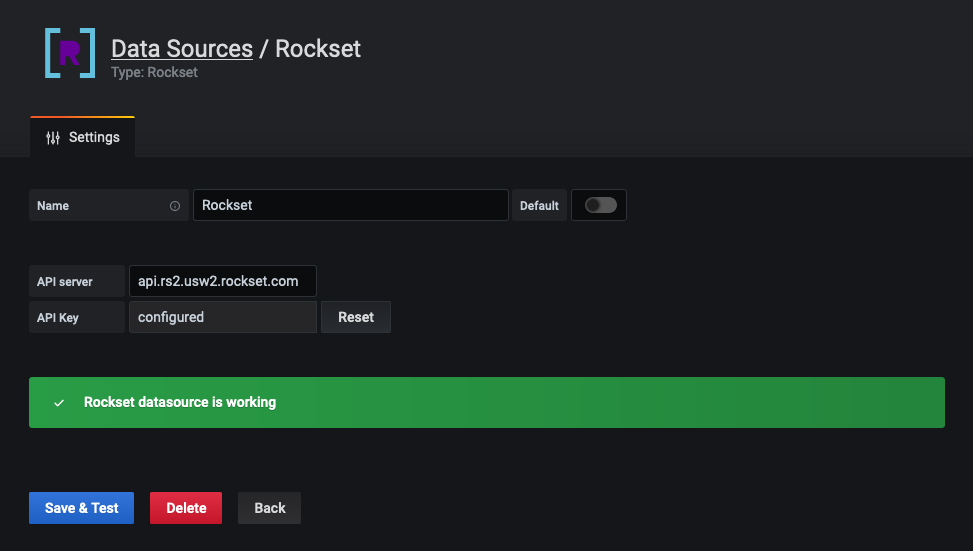 R
Data Sources / Rockset
Type: Rockset
Settings
Name Rockset Default
API server api.rs2.usw2.rockset.com
API Key configured Reset
Rockset datasource is working
Save & Test Delete Back